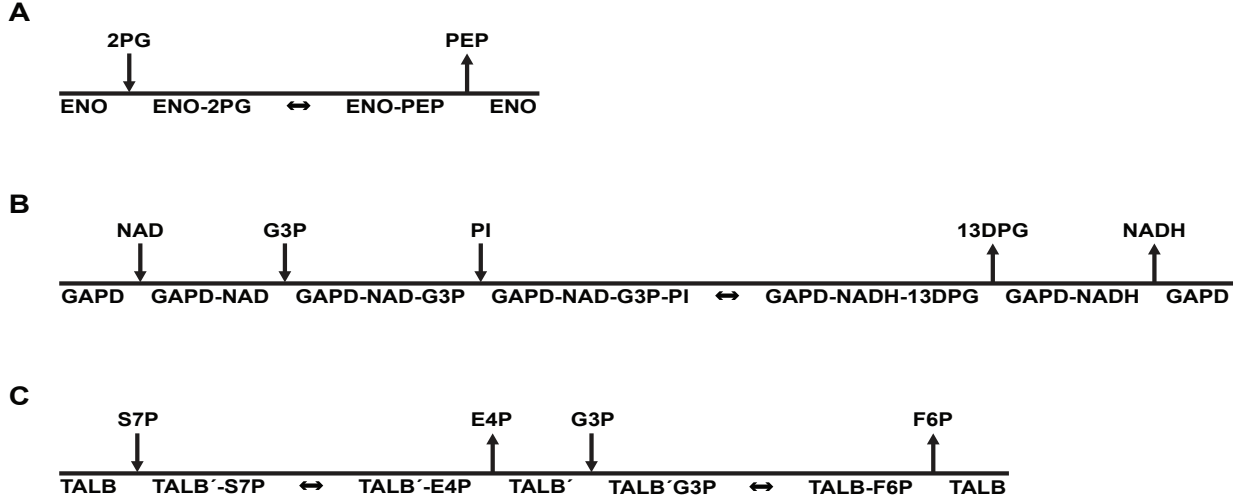 A
2PG PEP
ENO ENO-2PG ↔ ENO-PEP ENO
B
NAD G3P PI 13DPG NADH
GAPD GAPD-NAD GAPD-NAD-G3P GAPD-NAD-G3P-PI ↔ GAPD-NADH-13DPG GAPD-NADH GAPD
C
S7P E4P G3P F6P
TALB TALB´-S7P ↔ TALB´-E4P TALB´ TALB´G3P ↔ TALB-F6P TALB